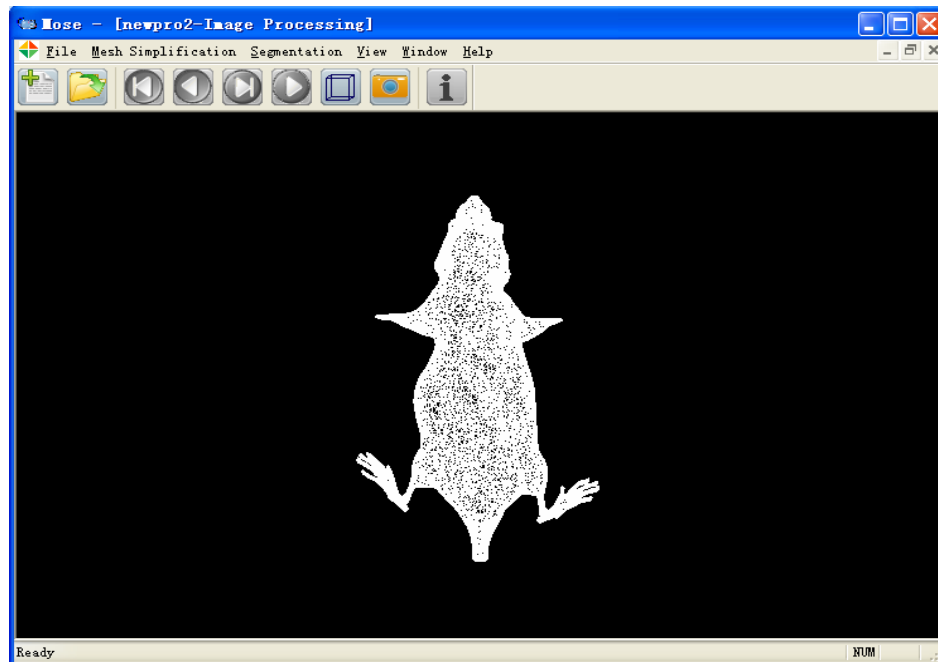 Mose - [newpro2-Image Processing]
File Mesh Simplification Segmentation View Window Help
Ready NUM